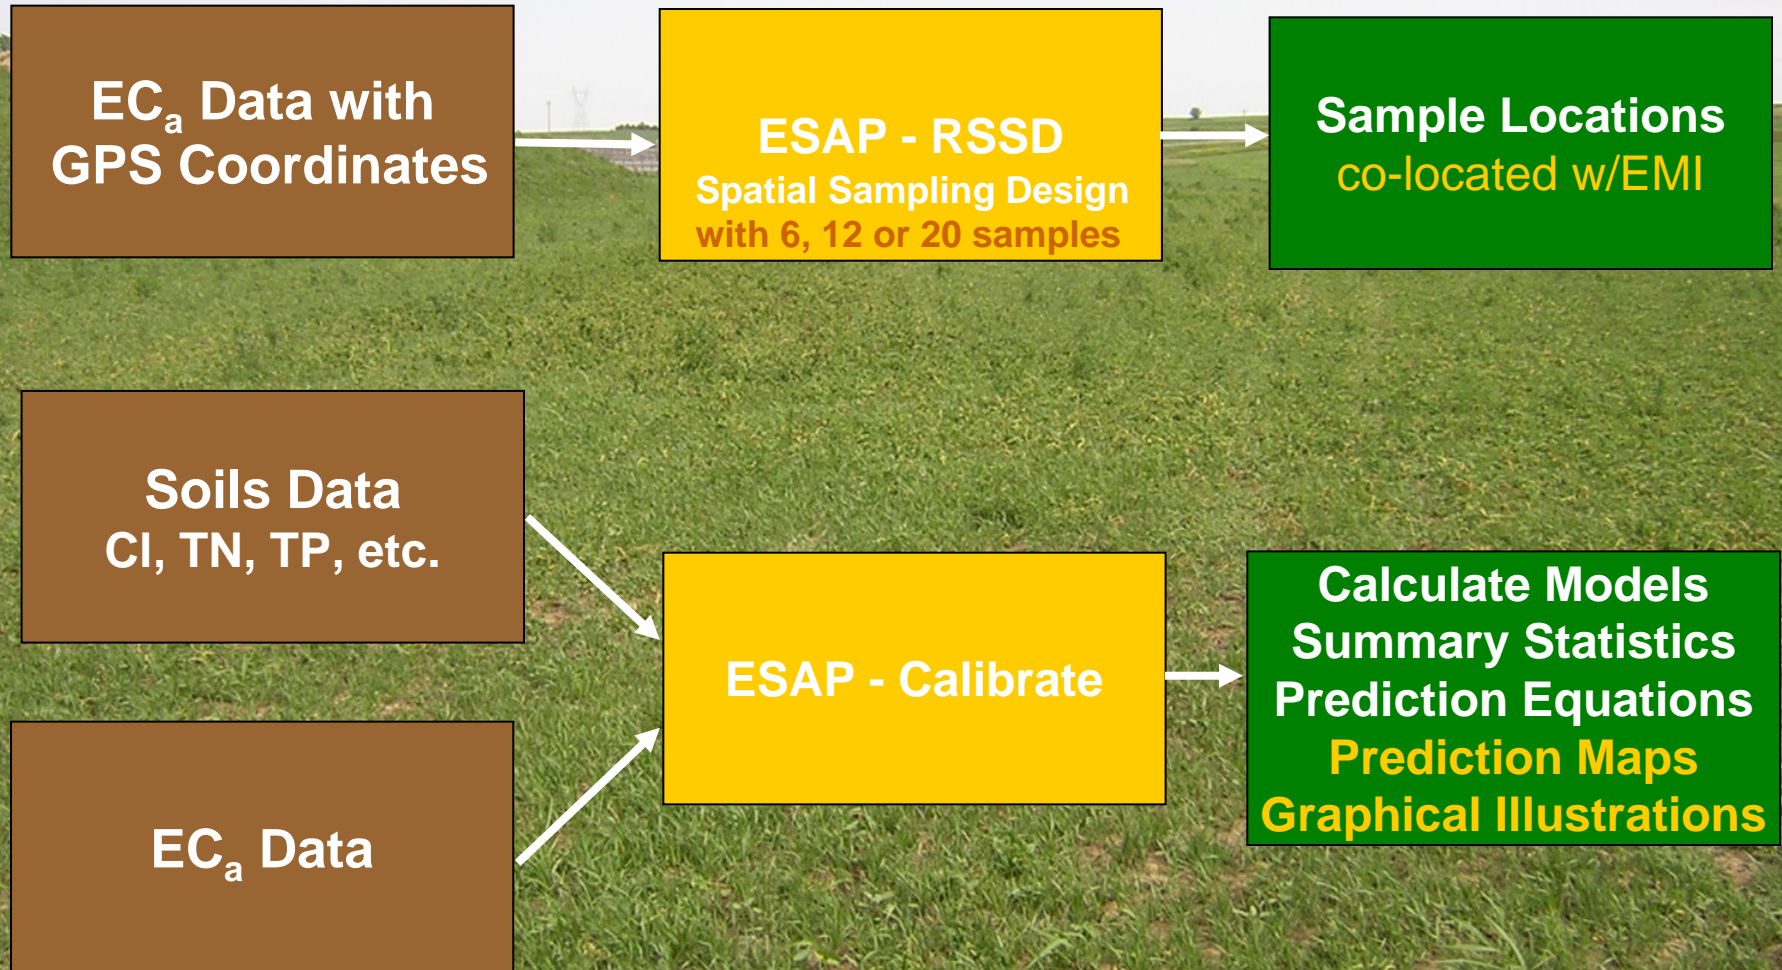 ECa Data with
GPS Coordinates
ESAP - RSSD
Spatial Sampling Design
with 6, 12 or 20 samples
Sample Locations
co-located w/EMI
Soils Data
Cl, TN, TP, etc.
ECa Data
ESAP - Calibrate
Calculate Models
Summary Statistics
Prediction Equations
Prediction Maps
Graphical Illustrations